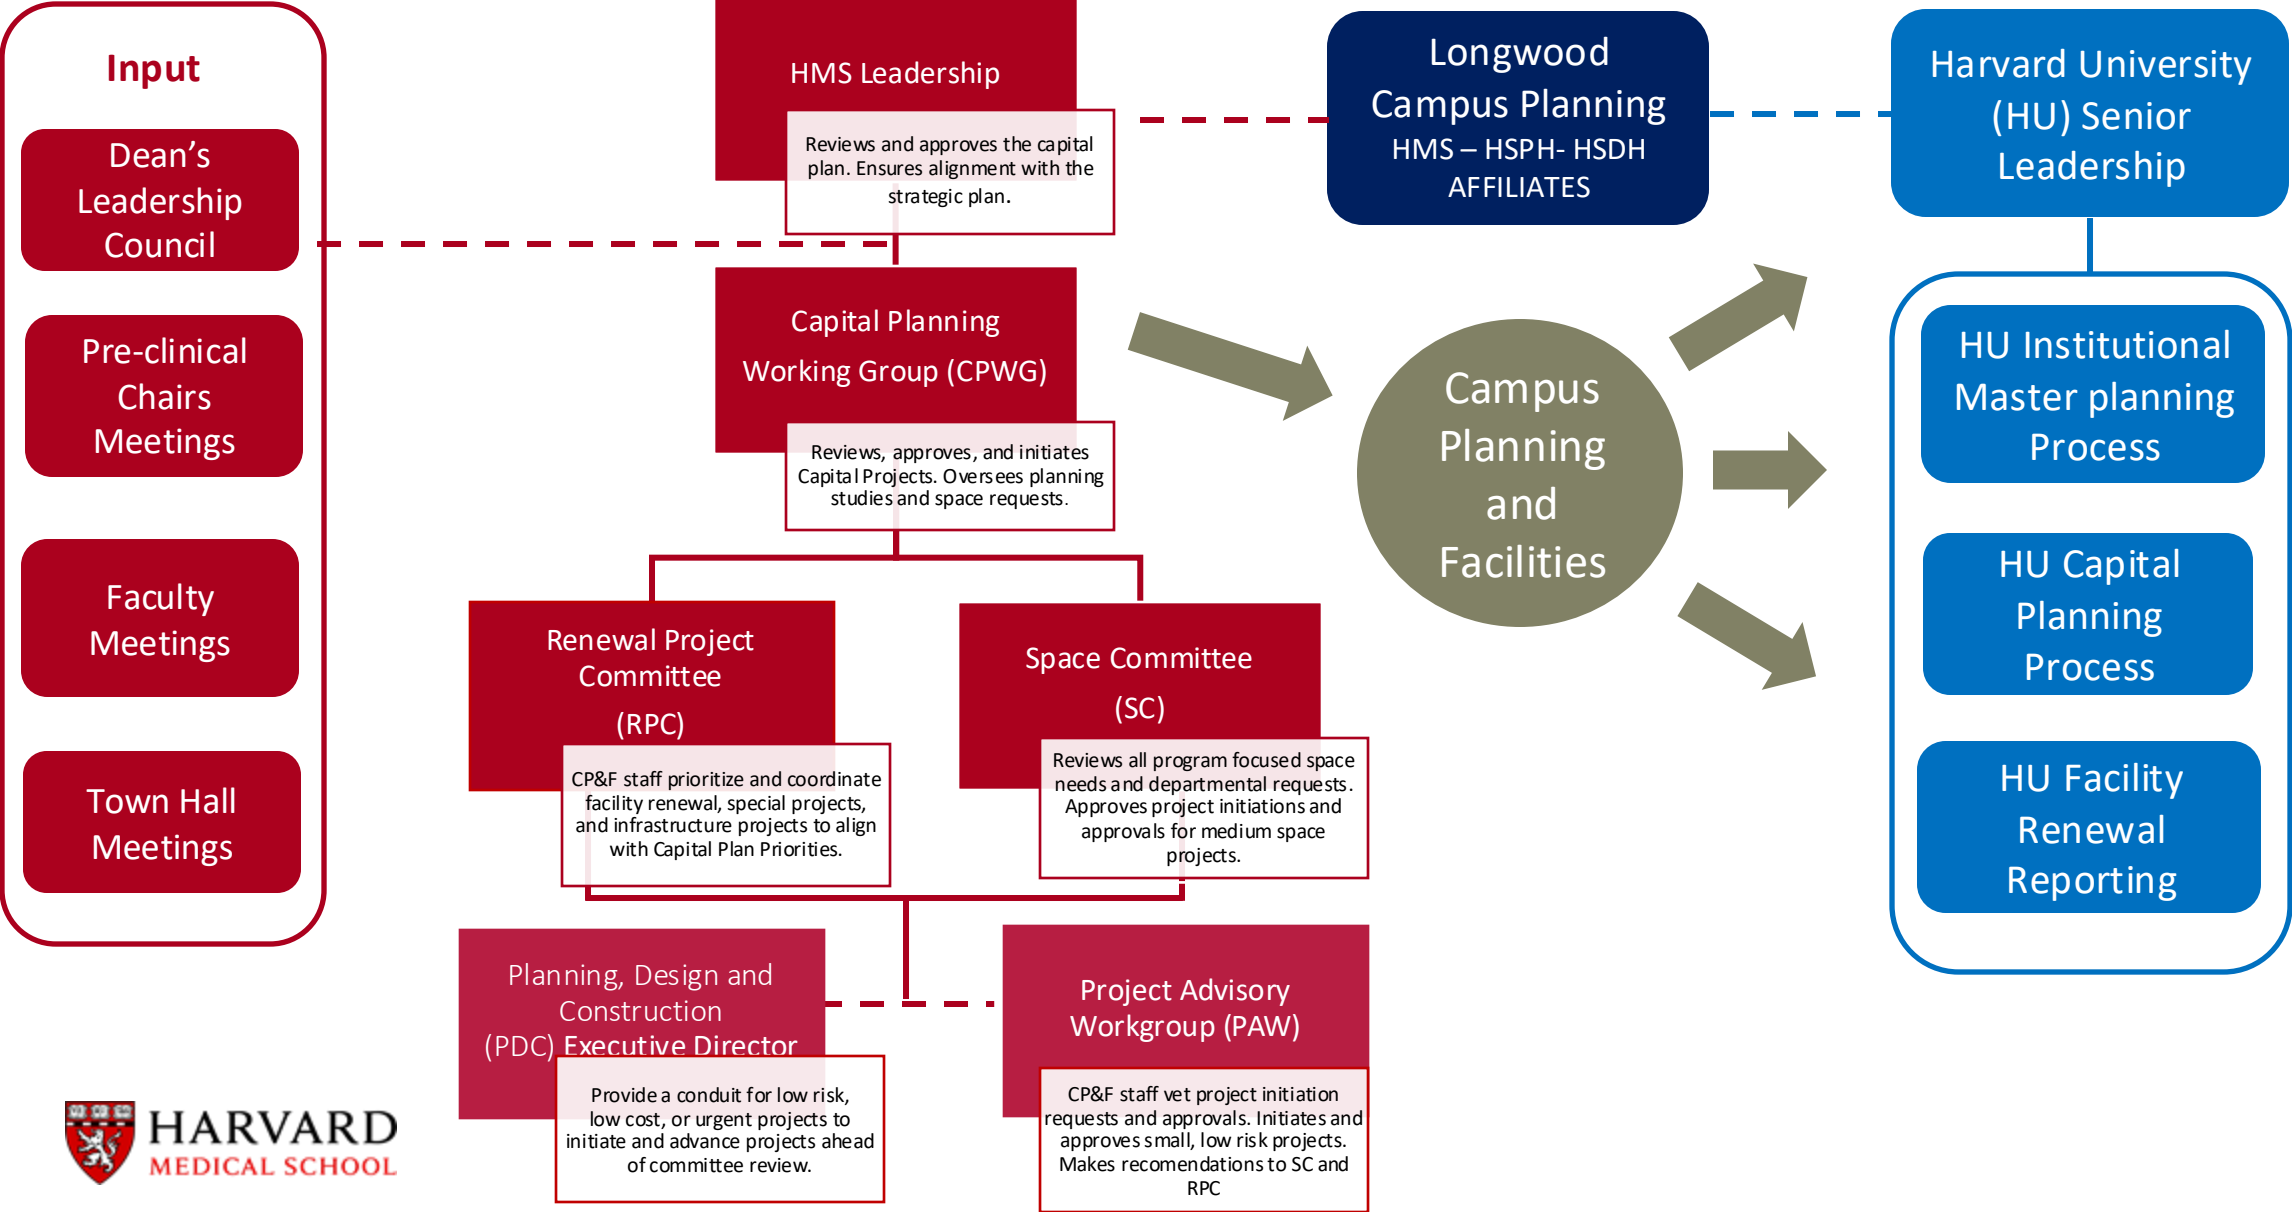 Input
Dean's
Leadership
Council
Pre-clinical
Chairs
Meetings
Faculty
Meetings
Town Hall
Meetings
HMS Leadership
Reviews and approves the capital
plan. Ensures alignment with the
strategic plan.
Capital Planning
Working Group (CPWG)
Reviews, approves, and initiates
Capital Projects. Oversees planning
studies and space requests.
Renewal Project
Committee
(RPC)
CP&F staff prioritize and coordinate
facility renewal, special projects,
and infrastructure projects to align
with Capital Plan Priorities.
Space Committee
(SC)
Reviews all program focused space
needs and departmental requests.
Approves project initiations and
approvals for medium space
projects.
Planning, Design and
Construction
(PDC) Executive Director
Provide a conduit for low risk,
low cost, or urgent projects to
initiate and advance projects ahead
of committee review.
Project Advisory
Workgroup (PAW)
CP&F staff vet project initiation
requests and approvals. Initiates and
approves small, low risk projects.
Makes recomendations to SC and
RPC
Longwood
Campus Planning
HMS – HSPH- HSDH
AFFILIATES
Campus
Planning
and
Facilities
Harvard University
(HU) Senior
Leadership
HU Institutional
Master planning
Process
HU Capital
Planning
Process
HU Facility
Renewal
Reporting
HARVARD
MEDICAL SCHOOL